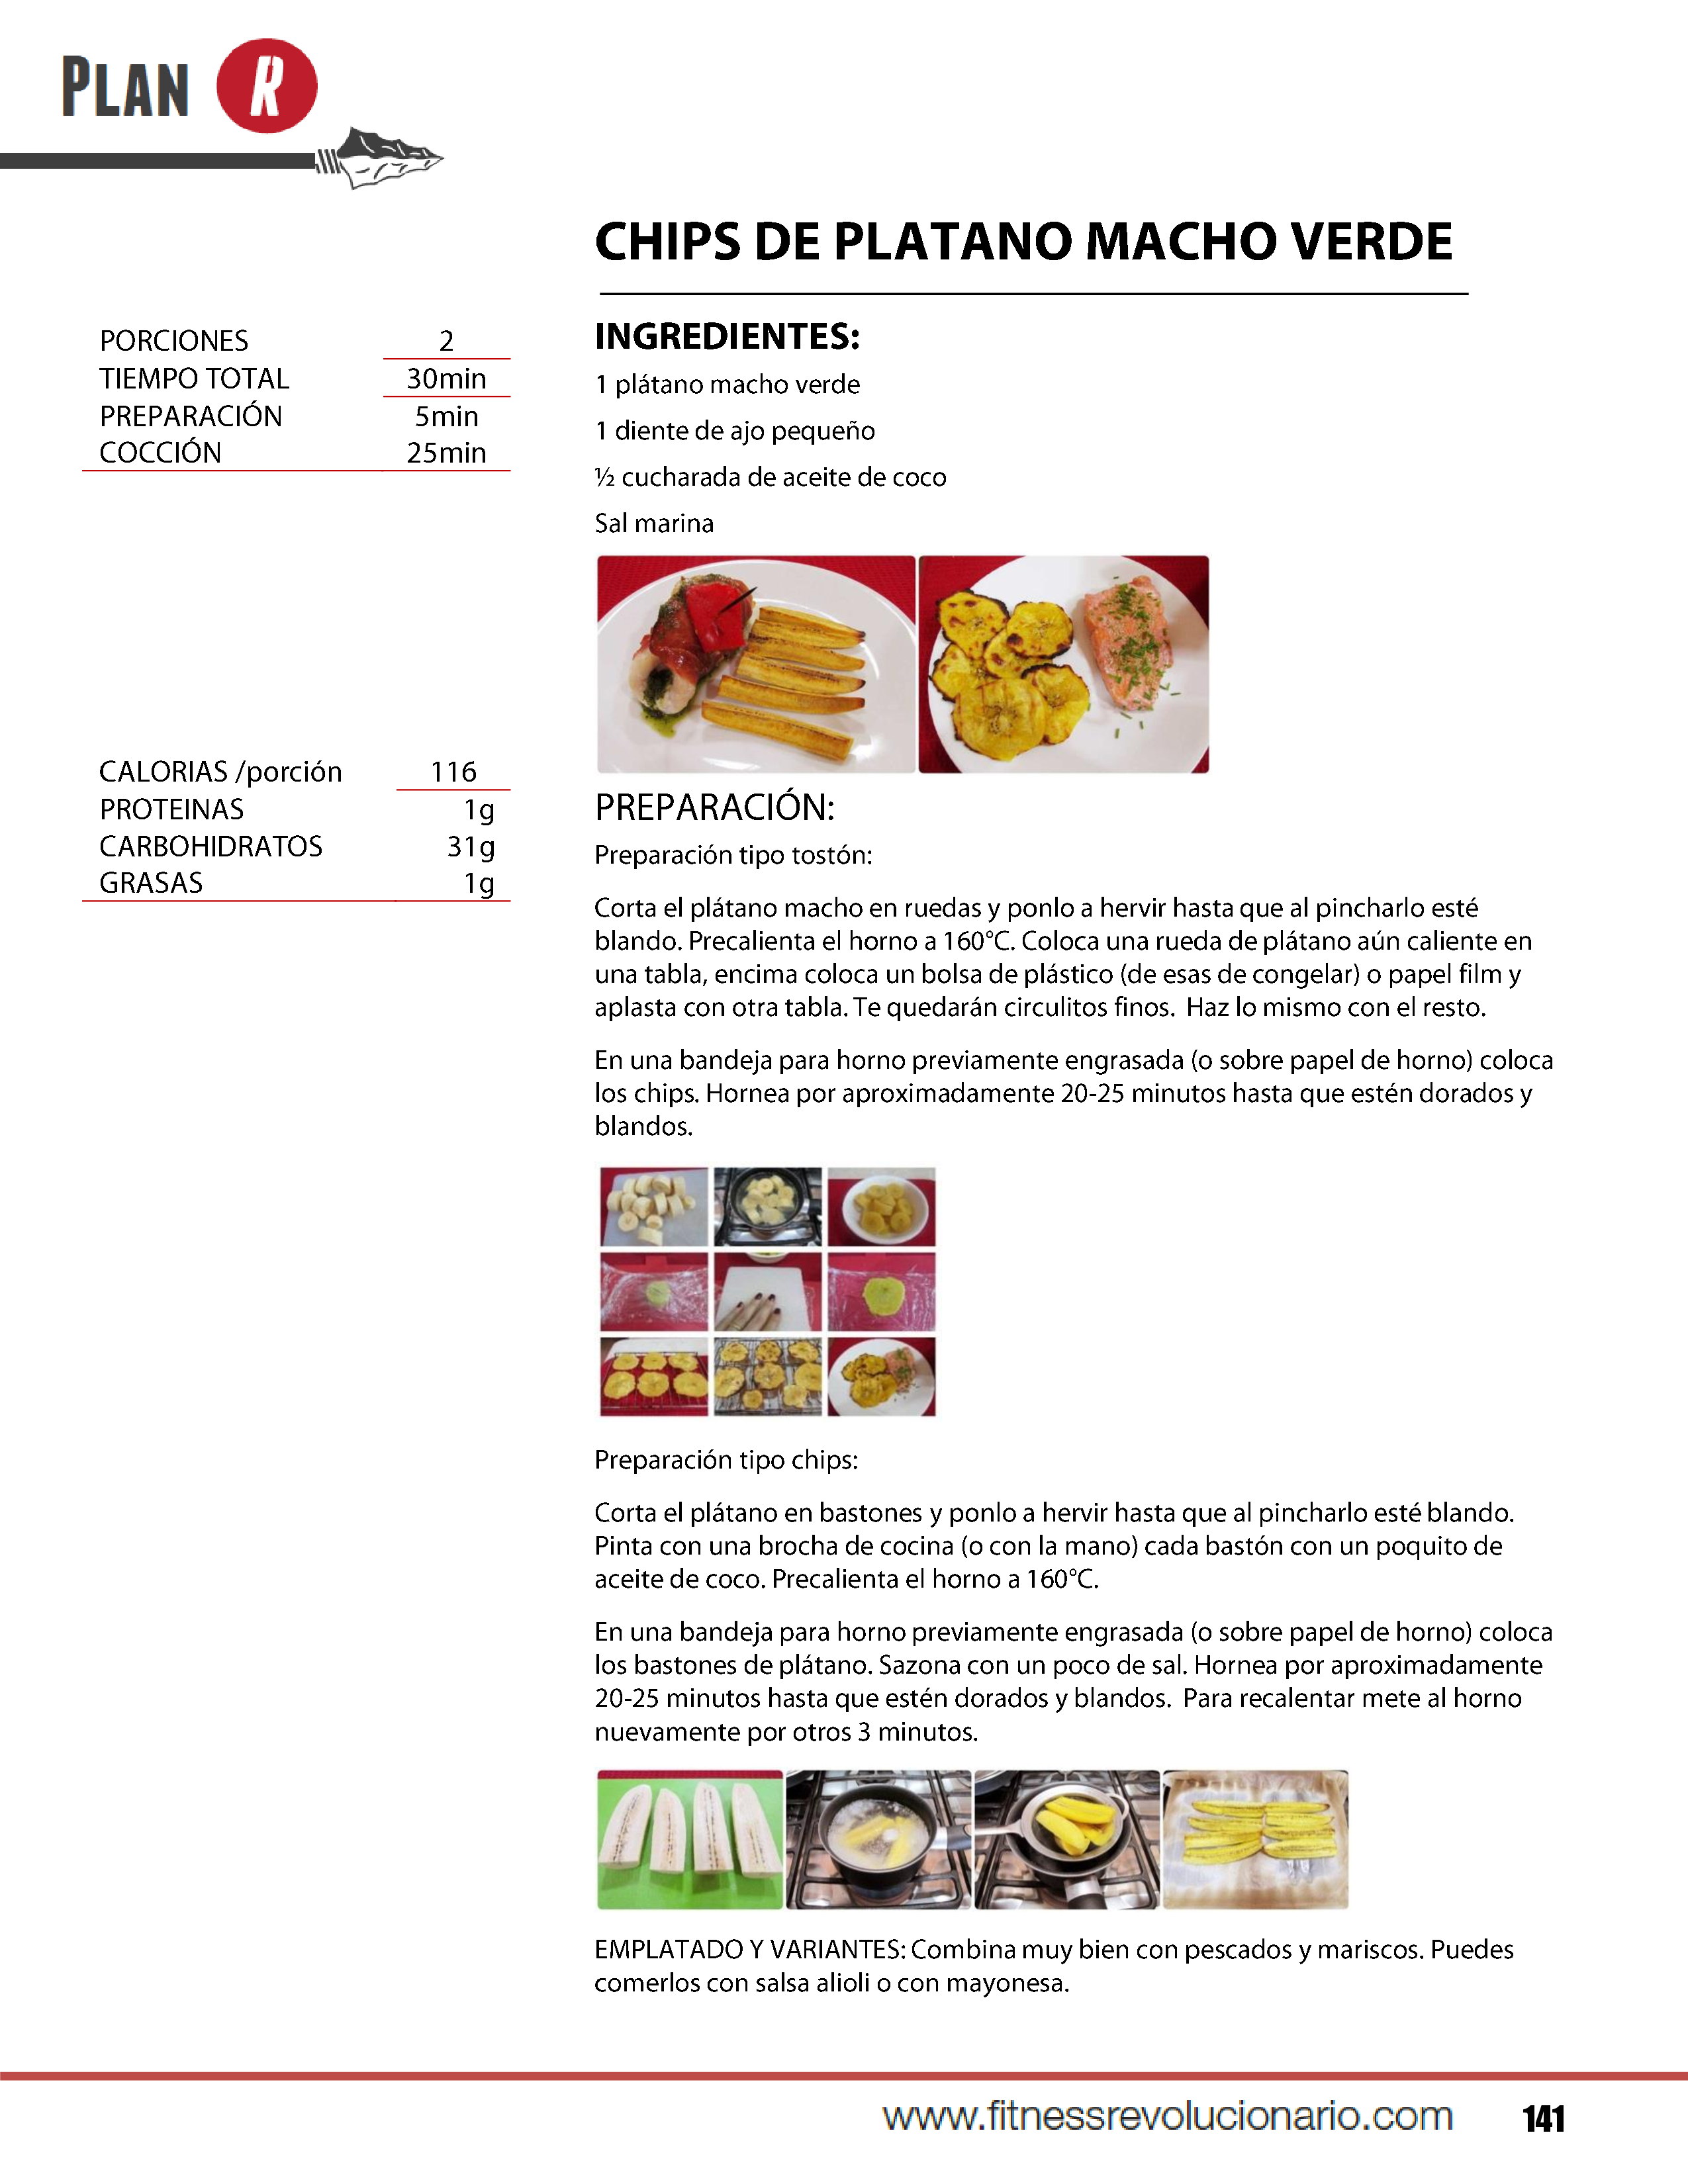 PLAN R
CHIPS DE PLATANO MACHO VERDE
PORCIONES 2
TIEMPO TOTAL 30min
PREPARACIÓN 5min
COCCIÓN 25min
CALORIAS /porción 116
PROTEINAS 1g
CARBOHIDRATOS 31g
GRASAS 1g
INGREDIENTES:
1 plátano macho verde
1 diente de ajo pequeño
½ cucharada de aceite de coco
Sal marina
PREPARACIÓN:
Preparación tipo tostón:
Corta el plátano macho en ruedas y ponlo a hervir hasta que al pincharlo esté
blando. Precalienta el horno a 160°C. Coloca una rueda de plátano aún caliente en
una tabla, encima coloca un bolsa de plástico (de esas de congelar) o papel film y
aplasta con otra tabla. Te quedarán circulitos finos. Haz lo mismo con el resto.
En una bandeja para horno previamente engrasada (o sobre papel de horno) coloca
los chips. Hornea por aproximadamente 20-25 minutos hasta que estén dorados y
blandos.
Preparación tipo chips:
Corta el plátano en bastones y ponlo a hervir hasta que al pincharlo esté blando.
Pinta con una brocha de cocina (o con la mano) cada bastón con un poquito de
aceite de coco. Precalienta el horno a 160°C.
En una bandeja para horno previamente engrasada (o sobre papel de horno) coloca
los bastones de plátano. Sazona con un poco de sal. Hornea por aproximadamente
20-25 minutos hasta que estén dorados y blandos. Para recalentar mete al horno
nuevamente por otros 3 minutos.
EMPLATADO Y VARIANTES: Combina muy bien con pescados y mariscos. Puedes
comerlos con salsa alioli o con mayonesa.
www.fitnessrevolucionario.com 141